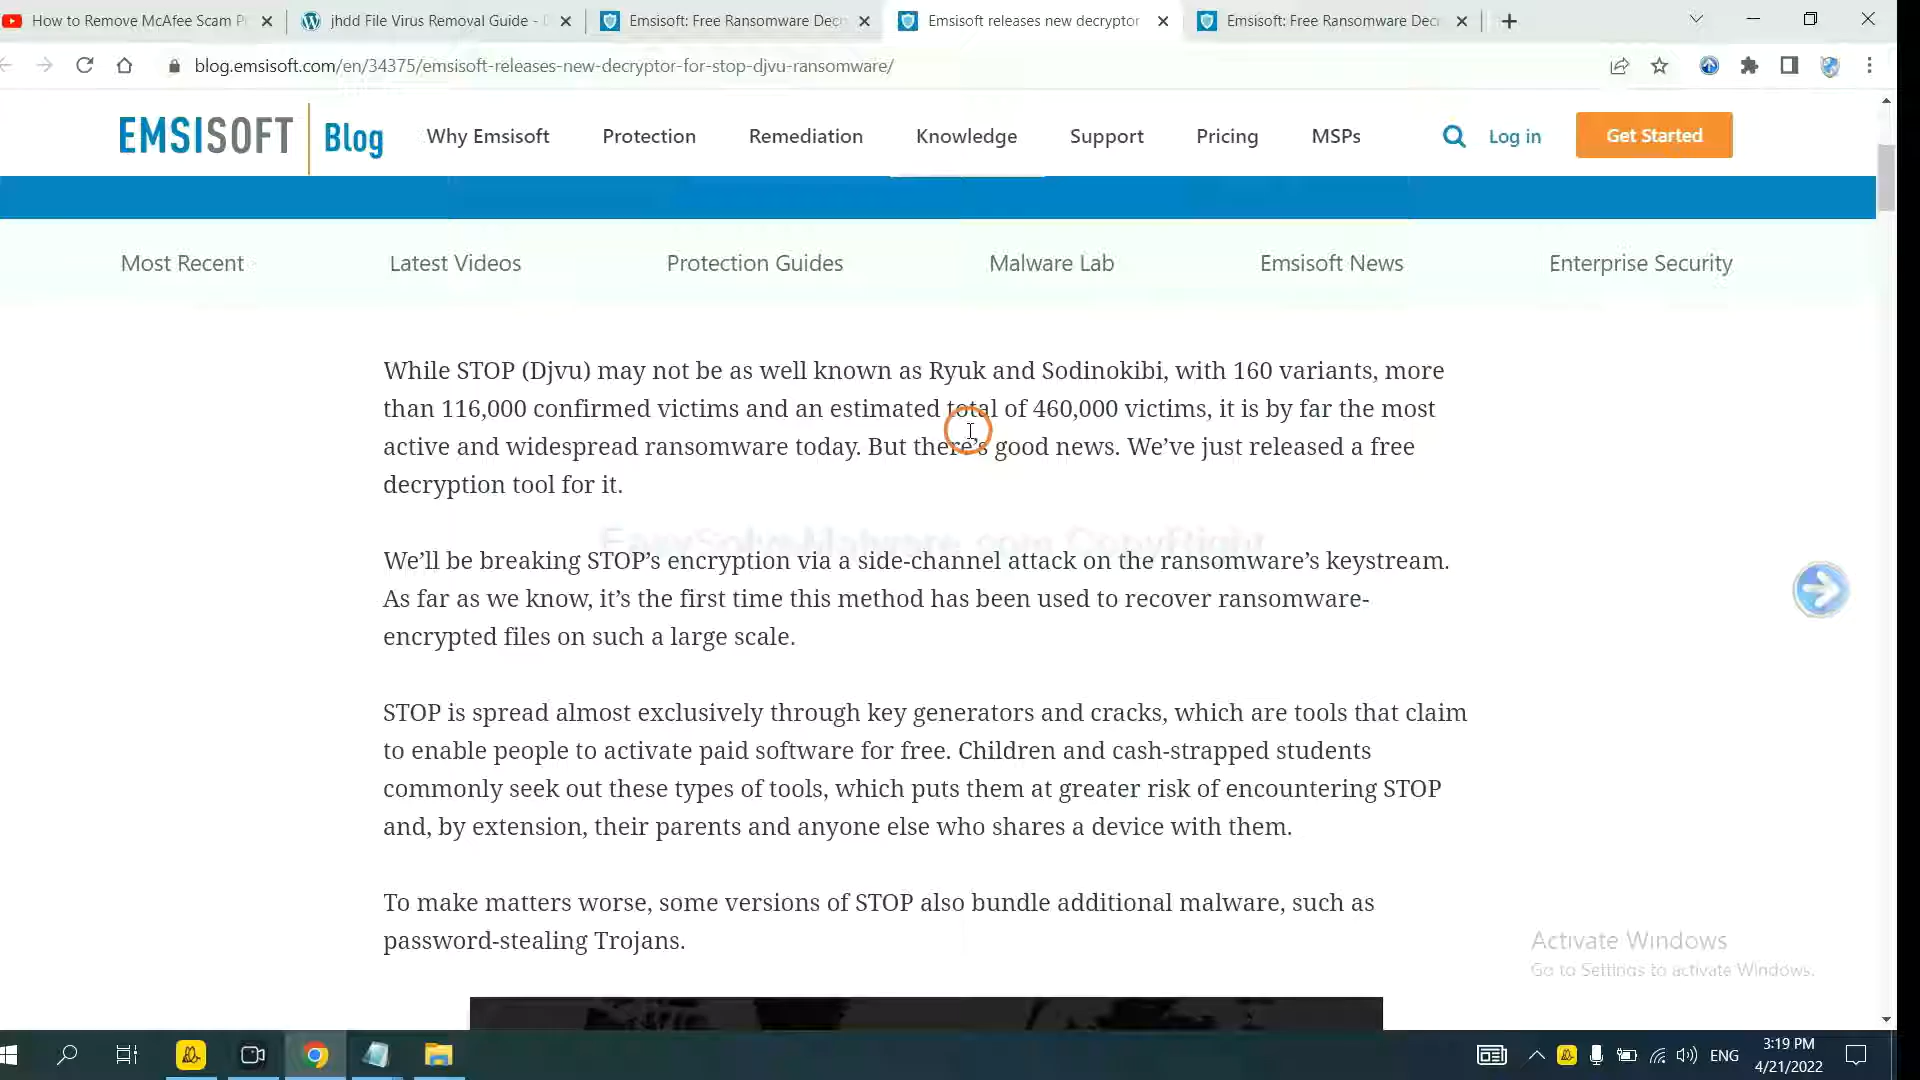 How to Remove McAfee Scam P
jhdd File Virus Removal Guide - D
Emsisoft: Free Ransomware Decr
Emsisoft releases new decryptor
Emsisoft: Free Ransomware Decr
blog.emsisoft.com/en/34375/emsisoft-releases-new-decryptor-for-stop-djvu-ransomware/
EMSISOFT Blog
Why Emsisoft
Protection
Remediation
Knowledge
Support
Pricing
MSPs
Log in
Get Started
Most Recent
Latest Videos
Protection Guides
Malware Lab
Emsisoft News
Enterprise Security
While STOP (Djvu) may not be as well known as Ryuk and Sodinokibi, with 160 variants, more
than 116,000 confirmed victims and an estimated total of 460,000 victims, it is by far the most
active and widespread ransomware today. But there’s good news. We’ve just released a free
decryption tool for it.
EasySolveMalware.com CopyRight
We’ll be breaking STOP’s encryption via a side-channel attack on the ransomware’s keystream.
As far as we know, it’s the first time this method has been used to recover ransomware-
encrypted files on such a large scale.
STOP is spread almost exclusively through key generators and cracks, which are tools that claim
to enable people to activate paid software for free. Children and cash-strapped students
commonly seek out these types of tools, which puts them at greater risk of encountering STOP
and, by extension, their parents and anyone else who shares a device with them.
To make matters worse, some versions of STOP also bundle additional malware, such as
password-stealing Trojans.
Activate Windows
Go to Settings to activate Windows.
ENG
3:19 PM
4/21/2022